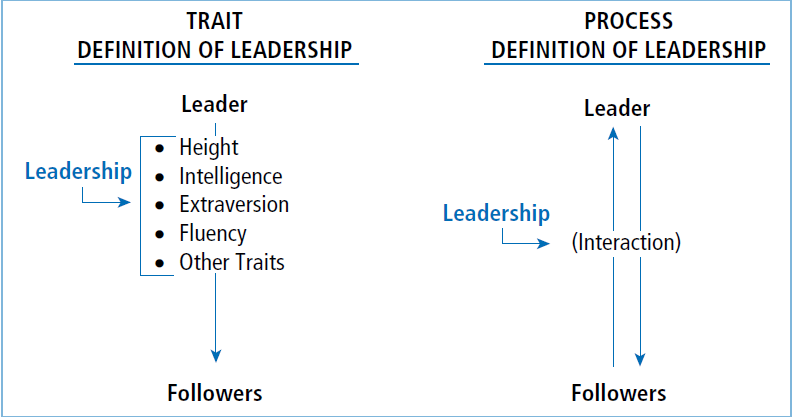 TRAIT
DEFINITION OF LEADERSHIP
Leader
Leadership
• Height
• Intelligence
• Extraversion
• Fluency
• Other Traits
Followers
PROCESS
DEFINITION OF LEADERSHIP
Leader
Leadership
(Interaction)
Followers